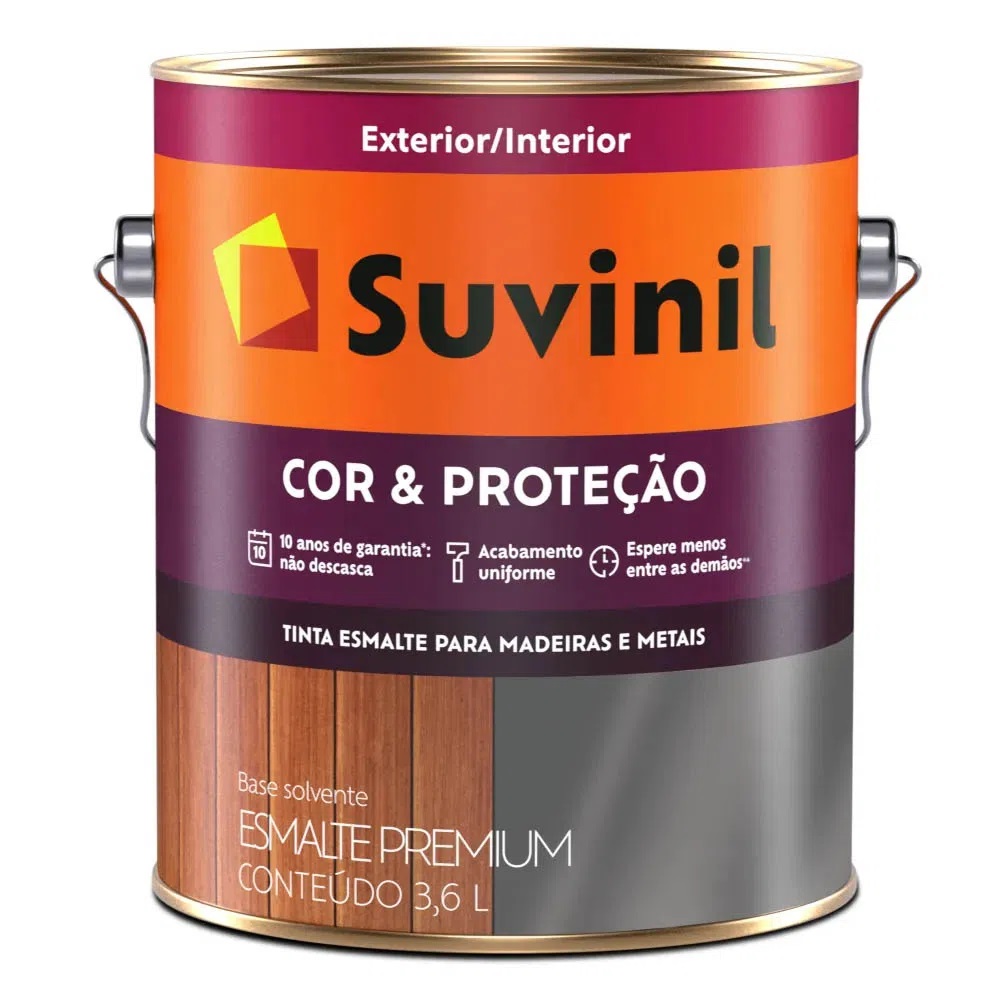 Exterior/Interior
Suvinil
COR & PROTEÇÃO
10
10 anos de garantia*:
não descasca
Acabamento
uniforme
Espere menos
entre as demãos**
TINTA ESMALTE PARA MADEIRAS E METAIS
Base solvente
ESMALTE PREMIUM
CONTEÚDO 3,6 L